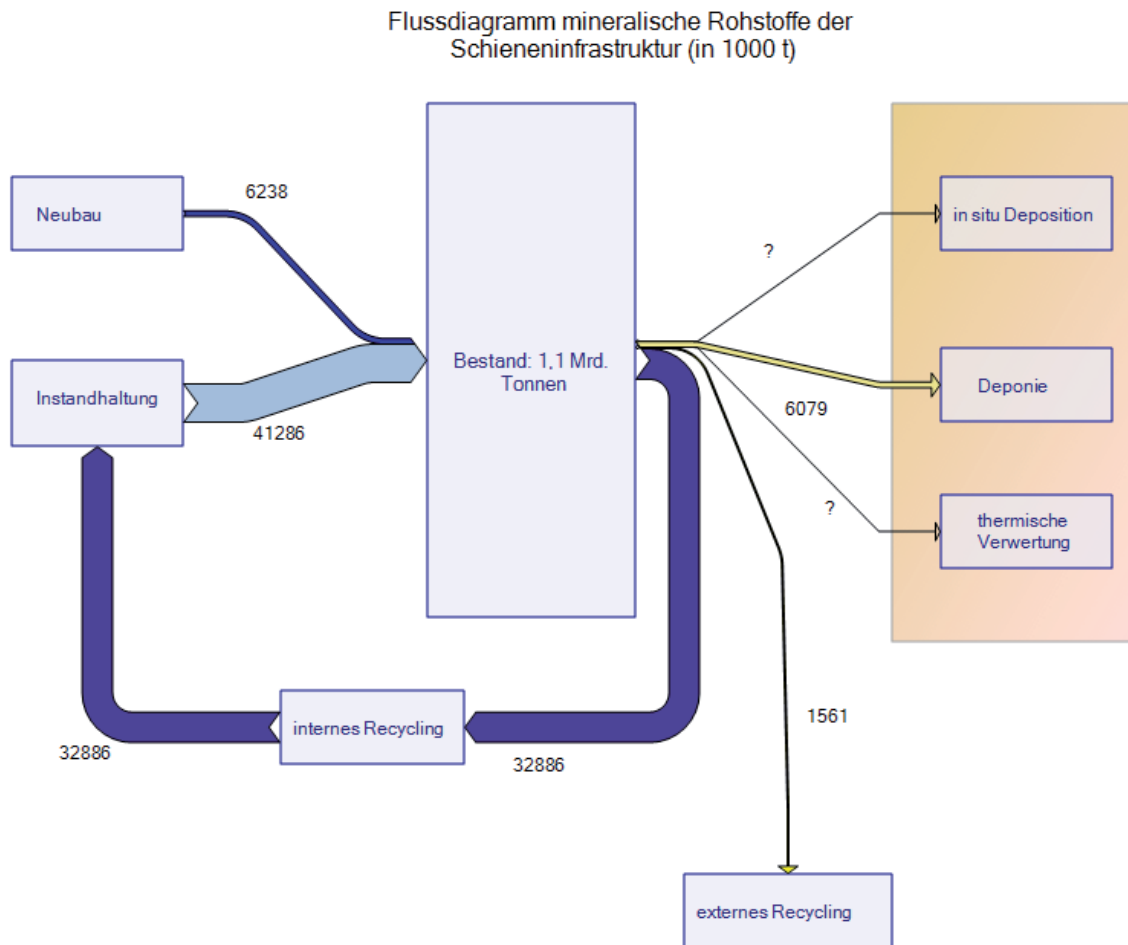 Flussdiagramm mineralische Rohstoffe der
Schieneninfrastruktur (in 1000 t)
6238
Neubau
in situ Deposition
?
Bestand: 1,1 Mrd.
Tonnen
Instandhaltung
Deponie
6079
41286
?
thermische
Verwertung
internes Recycling
1561
32886
32886
externes Recycling